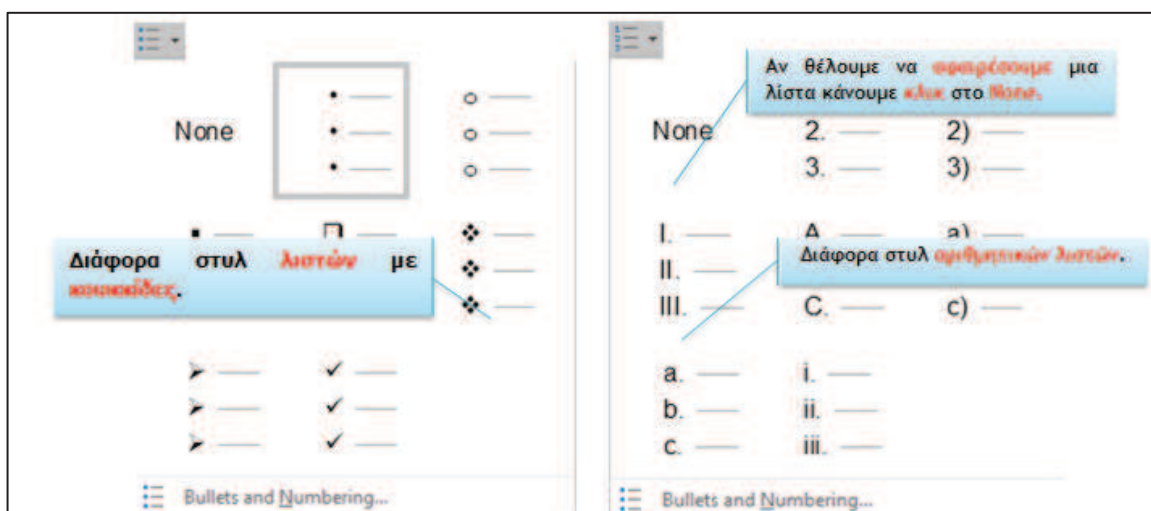 None
Διάφορα στυλ λιστών με
κουκκίδες.
Bullets and Numbering...
Αν θέλουμε να αφαιρέσουμε μια
λίστα κάνουμε κλικ στο None.
None
2. 2)
3. 3)
I. A a)
Διάφορα στυλ αριθμητικών λιστών.
II.
III. C. c)
a. i.
b. ii.
c. iii.
Bullets and Numbering...